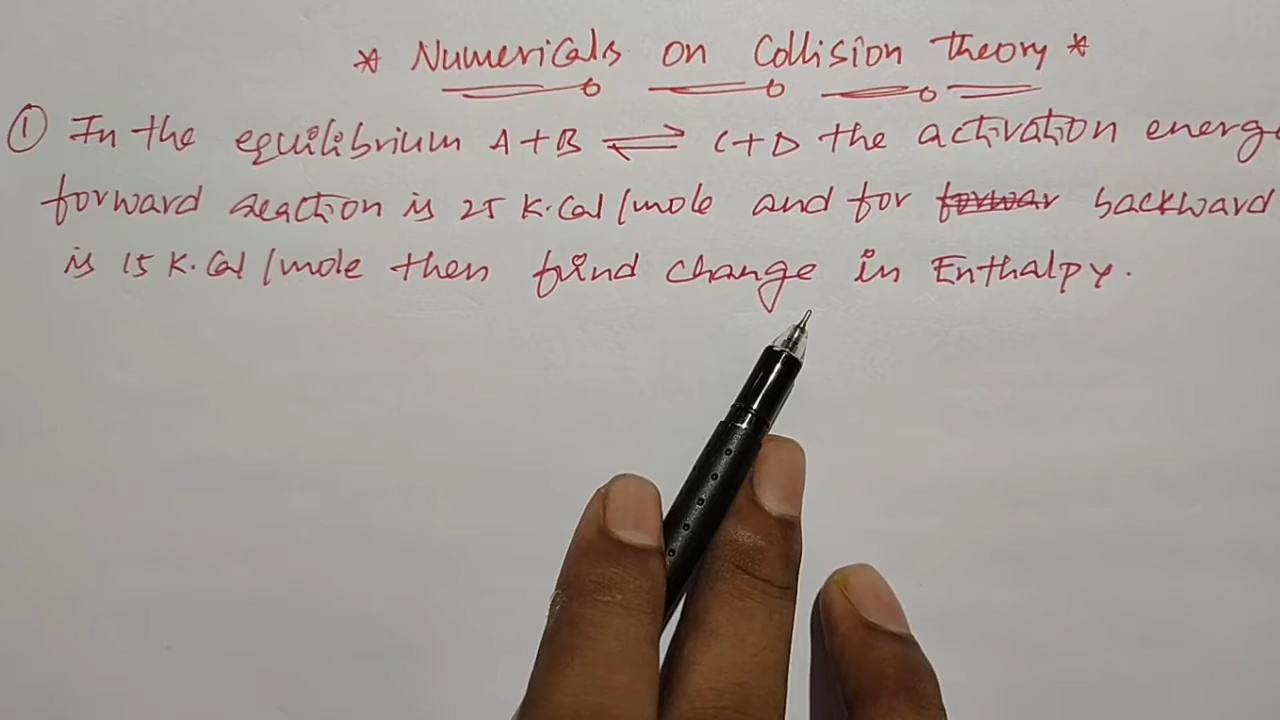 * Numericals on Collision theory *
① In the equilibrium A+B ⇌ C+D the activation energ
forward reaction is 25 K.Cal/mole and for forwar backward
is 15 K.Cal/mole then find change in Enthalpy.